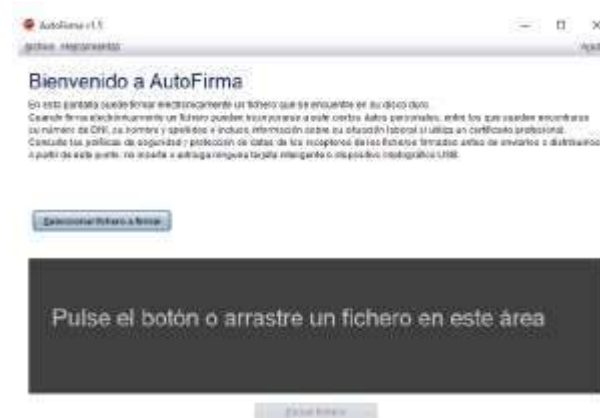 AutoFirma v1.5
Archivo Herramientas Ayuda
Bienvenido a AutoFirma
En esta pantalla puede firmar electrónicamente un fichero que se encuentre en su disco duro.
Cuando firma electrónicamente un fichero pueden incorporarse a este ciertos datos personales, entre los que pueden encontrarse
su número de DNI, su nombre y apellidos e incluso información sobre su situación laboral si utiliza un certificado profesional.
Consulte las políticas de seguridad y protección de datos de los receptores de los ficheros firmados antes de enviarlos o distribuirlos.
A partir de este punto, no inserte o extraiga ninguna tarjeta inteligente o dispositivo criptográfico USB.
Seleccionar fichero a firmar
Pulse el botón o arrastre un fichero en este área
Firmar fichero